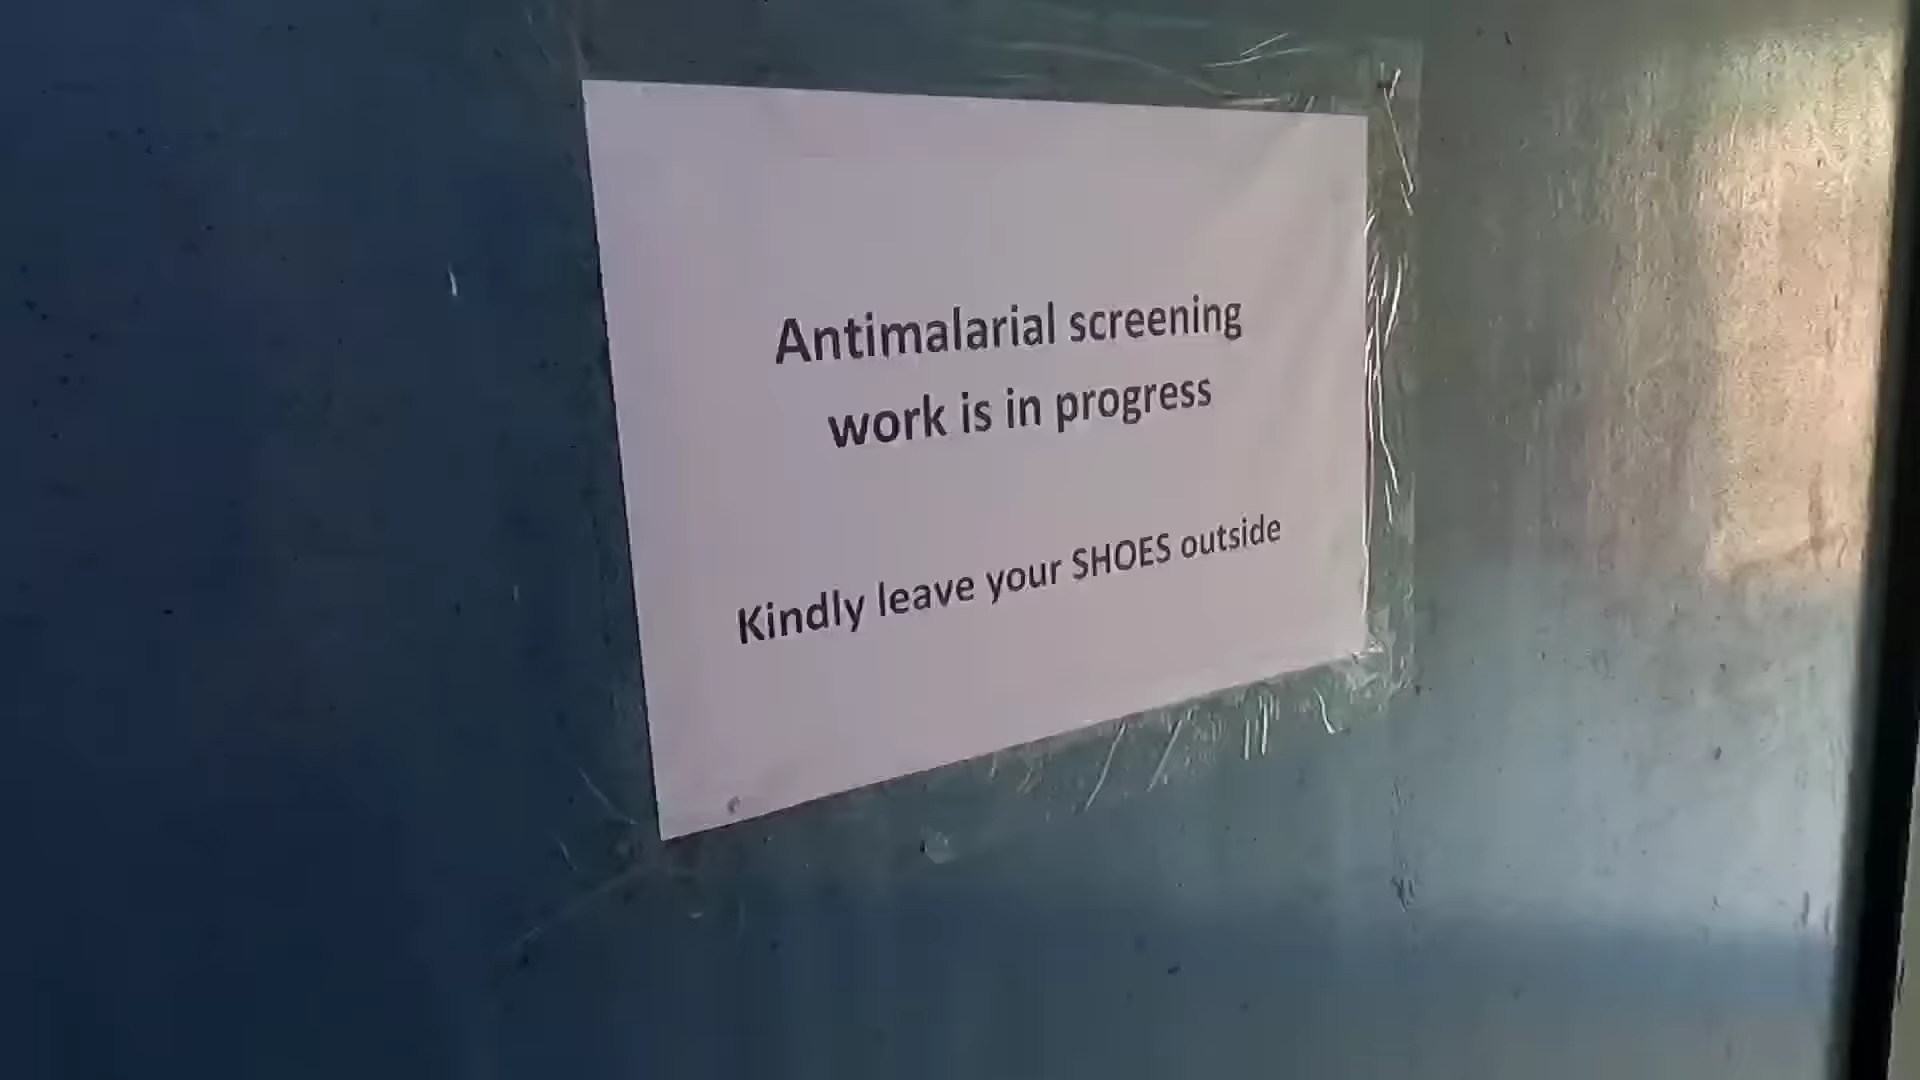 Antimalarial screening
work is in progress
Kindly leave your SHOES outside